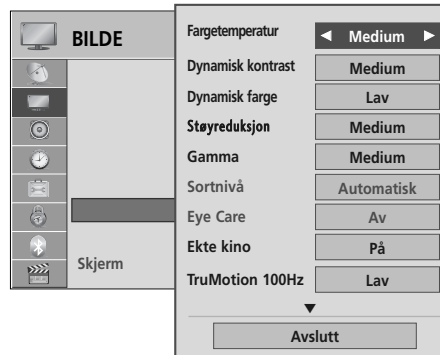 BILDE
Skjerm
Fargetemperatur ◀ Medium ▶
Dynamisk kontrast Medium
Dynamisk farge Lav
Støyreduksjon Medium
Gamma Medium
Sortnivå Automatisk
Eye Care Av
Ekte kino På
TruMotion 100Hz Lav
▼
Avslutt